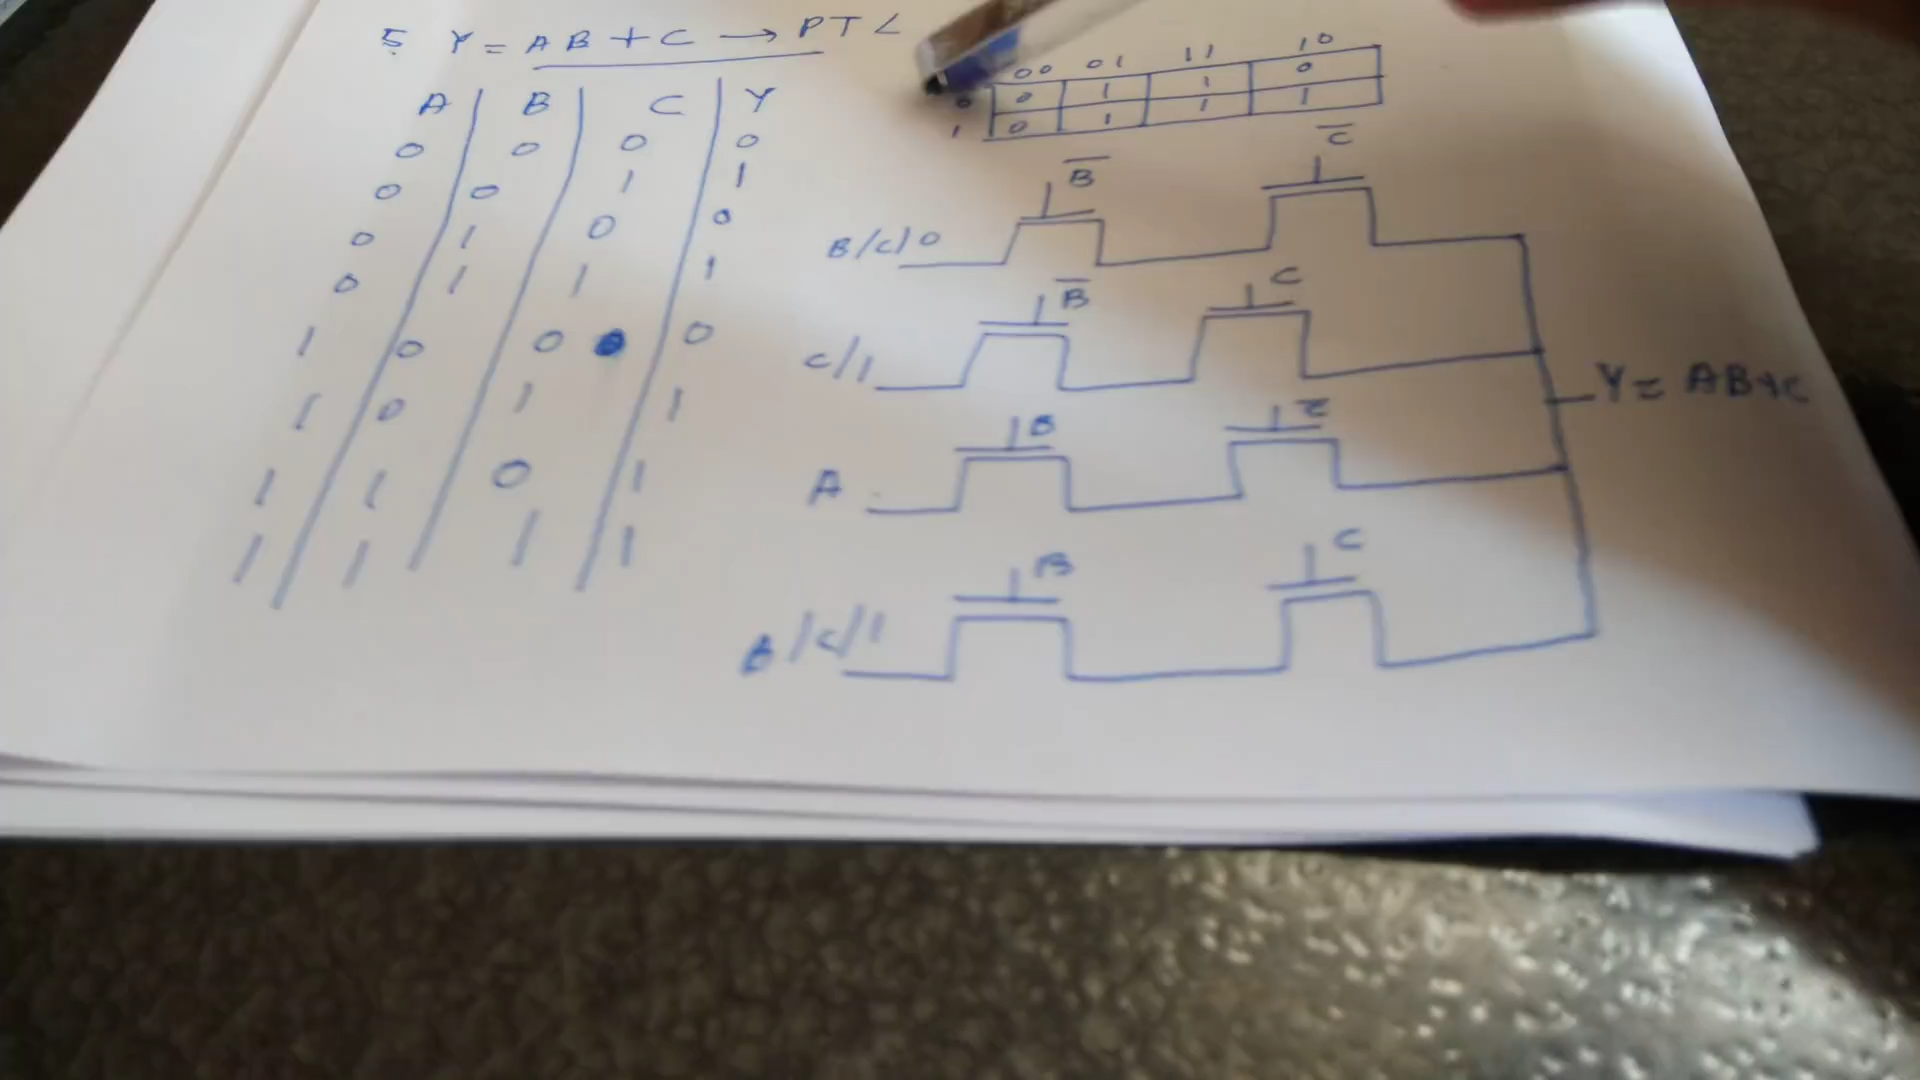 5 Y = AB + C → PTL
A B C Y
0 0 0 0
0 0 1 1
0 1 0 0
0 1 1 1
1 0 0 0
1 0 1 1
1 1 0 1
1 1 1 1
00 01 11 10
0 0 1 1 0
1 0 1 1 1
B̅ C̅
B/C/0
B̅ C
C/1
Y = AB+C
B C̅
A
B C
B/C/1